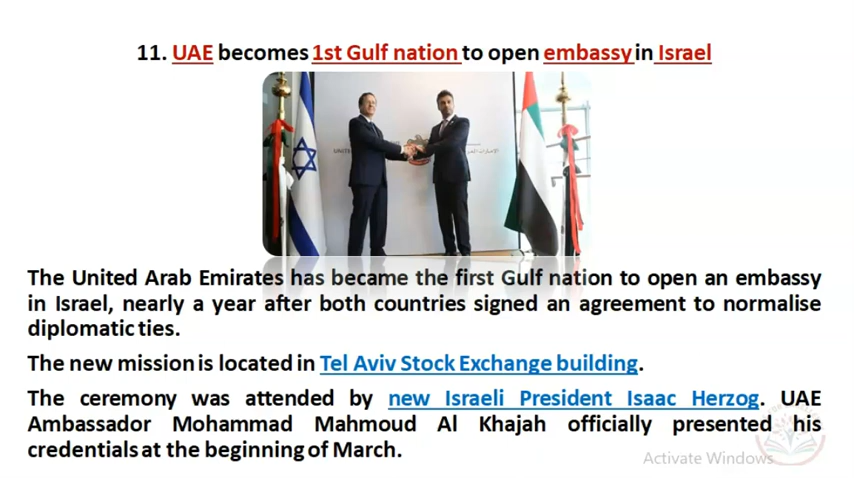 11. UAE becomes 1st Gulf nation to open embassy in Israel
The United Arab Emirates has became the first Gulf nation to open an embassy
in Israel, nearly a year after both countries signed an agreement to normalise
diplomatic ties.
The new mission is located in Tel Aviv Stock Exchange building.
The ceremony was attended by new Israeli President Isaac Herzog. UAE
Ambassador Mohammad Mahmoud Al Khajah officially presented his
credentials at the beginning of March.
Activate Windows